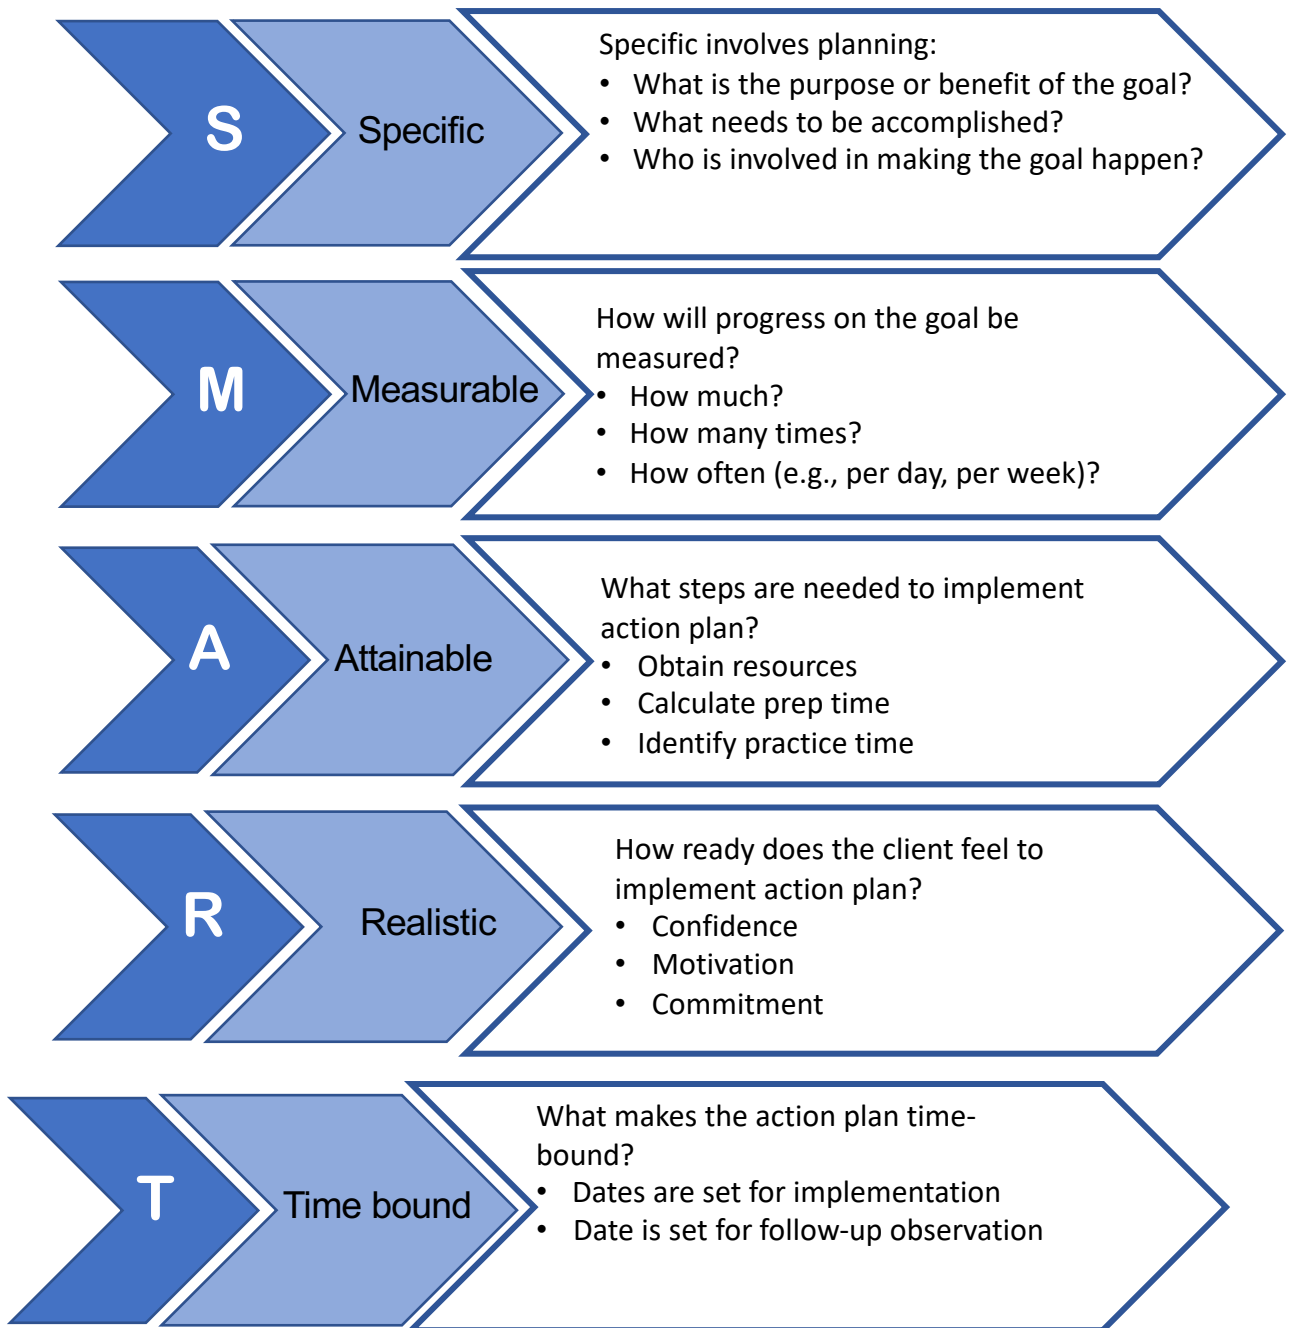 S
Specific
Specific involves planning:
• What is the purpose or benefit of the goal?
• What needs to be accomplished?
• Who is involved in making the goal happen?
M
Measurable
How will progress on the goal be
measured?
• How much?
• How many times?
• How often (e.g., per day, per week)?
A
Attainable
What steps are needed to implement
action plan?
• Obtain resources
• Calculate prep time
• Identify practice time
R
Realistic
How ready does the client feel to
implement action plan?
• Confidence
• Motivation
• Commitment
T
Time bound
What makes the action plan time-
bound?
• Dates are set for implementation
• Date is set for follow-up observation